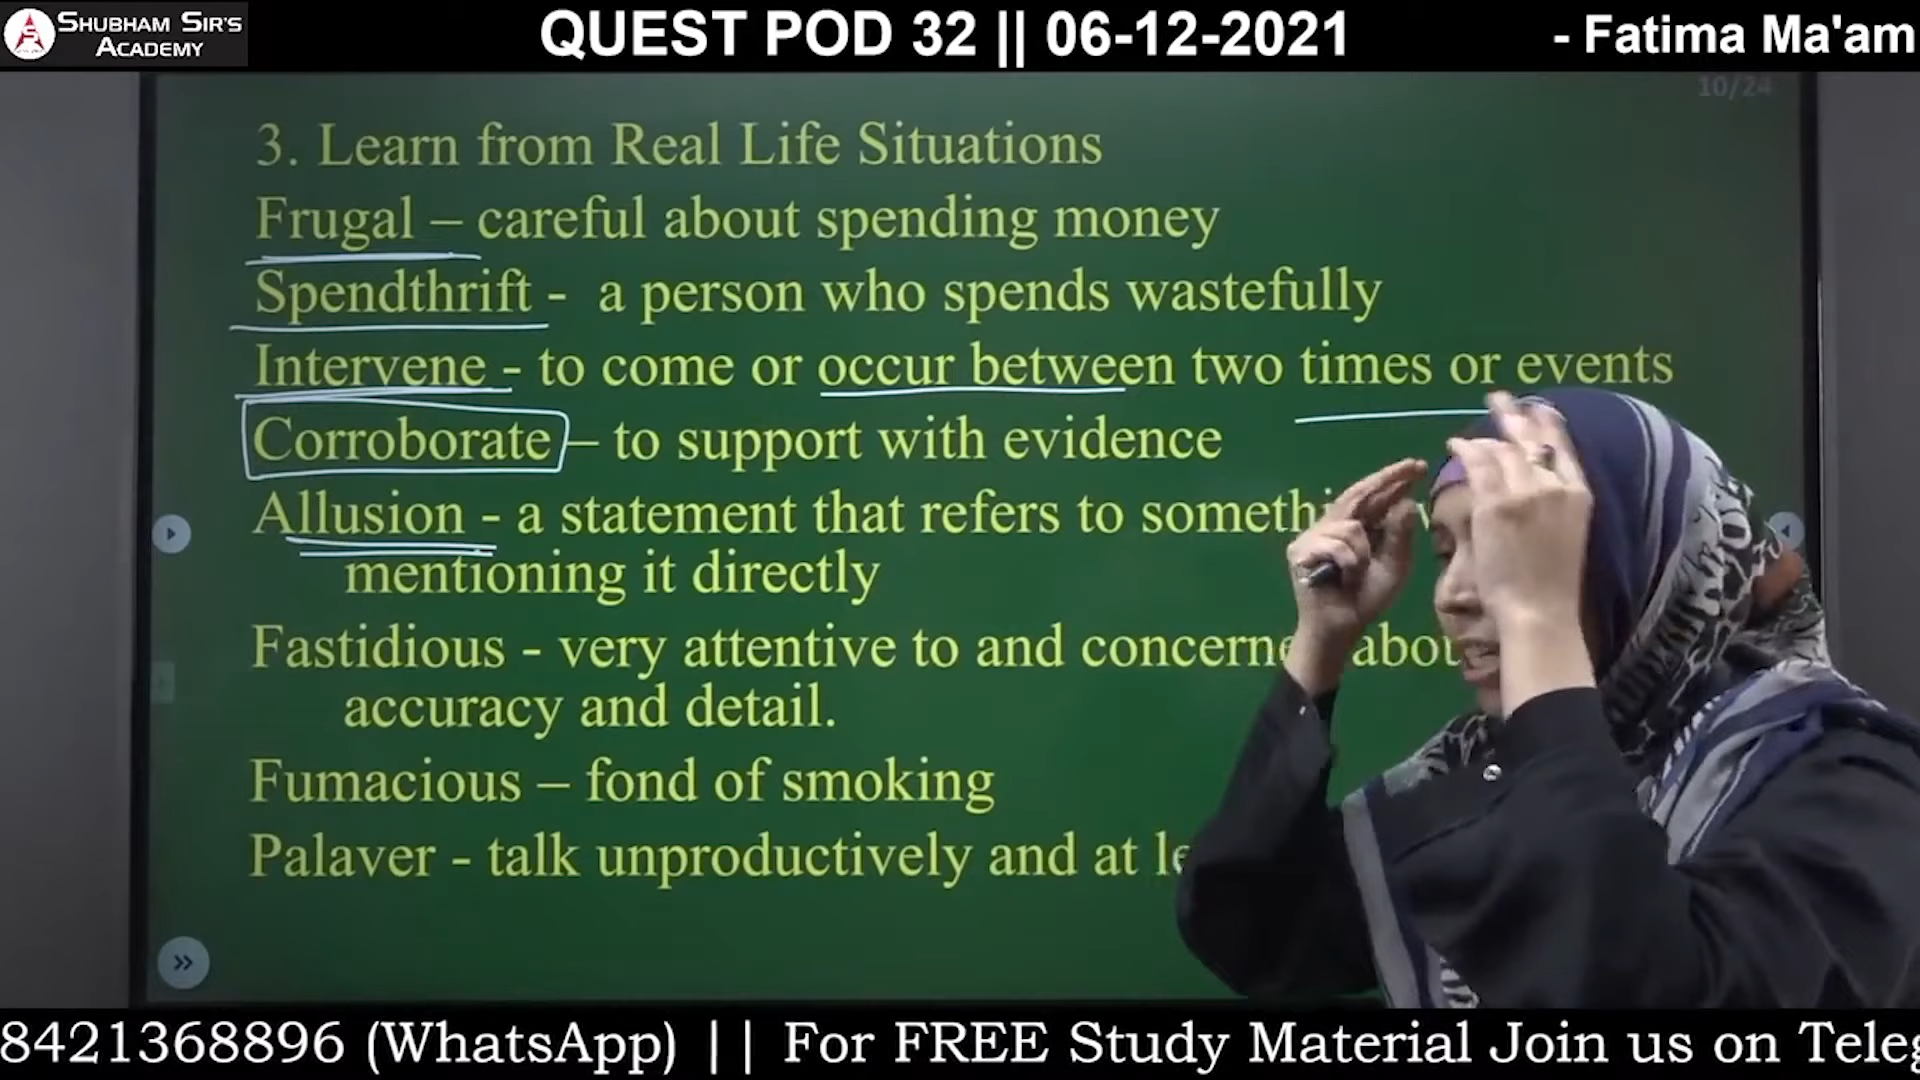 SHUBHAM SIR'S
ACADEMY
QUEST POD 32 || 06-12-2021
- Fatima Ma'am
10/24
3. Learn from Real Life Situations
Frugal – careful about spending money
Spendthrift - a person who spends wastefully
Intervene - to come or occur between two times or events
Corroborate – to support with evidence
Allusion - a statement that refers to
mentioning it directly
Fastidious - very attentive to and
accuracy and detail.
Fumacious – fond of smoking
Palaver - talk unproductively and at
8421368896 (WhatsApp) || For FREE Study Material Join us on